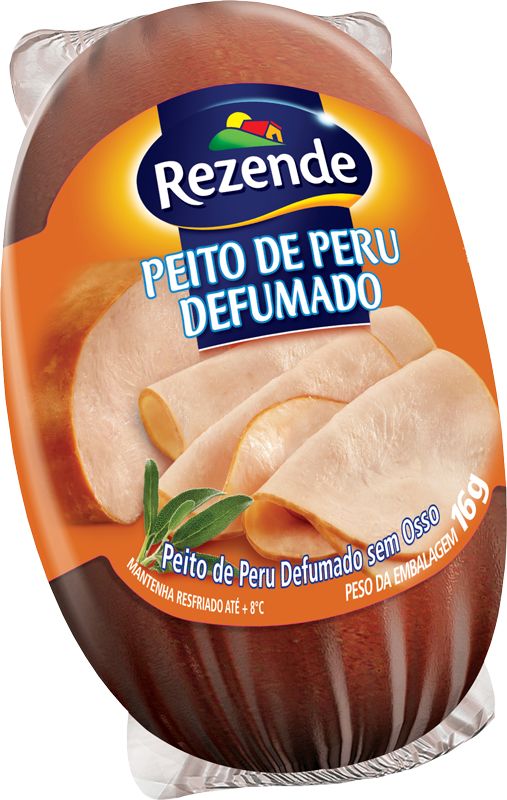 Rezende
PEITO DE PERU
DEFUMADO
Peito de Peru Defumado sem Osso
MANTENHA RESFRIADO ATÉ + 8°C
PESO DA EMBALAGEM 16g